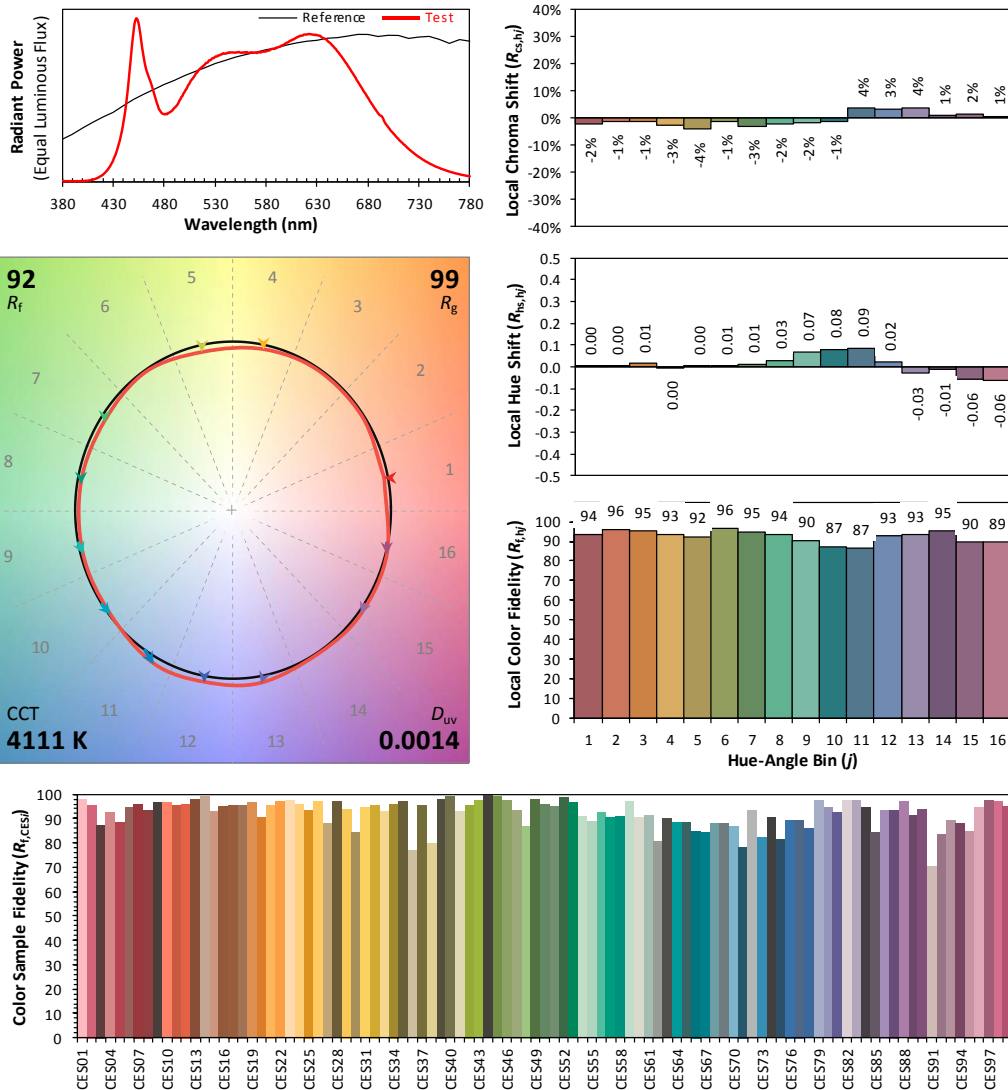 Reference
Test
Radiant Power
(Equal Luminous Flux)
380 430 480 530 580 630 680 730 780
Wavelength (nm)
Local Chroma Shift (Rcs,hj)
40%
30%
20%
10%
0%
-10%
-20%
-30%
-40%
-2% -1% -1% -3% -4% -1% -3% -2% -2% -1% 4% 3% 4% 1% 2% 1%
92
Rf
99
Rg
5 4
6 3
7 2
8 1
9 16
10 15
11 14
12 13
CCT
4111 K
Duv
0.0014
Local Hue Shift (Rhs,hj)
0.5
0.4
0.3
0.2
0.1
0.0
-0.1
-0.2
-0.3
-0.4
-0.5
0.00 0.00 0.01 0.00 0.00 0.01 0.01 0.03 0.07 0.08 0.09 0.02 -0.03 -0.01 -0.06 -0.06
Local Color Fidelity (Rf,hj)
100
90
80
70
60
50
40
30
20
10
0
94 96 95 93 92 96 95 94 90 87 87 93 93 95 90 89
1 2 3 4 5 6 7 8 9 10 11 12 13 14 15 16
Hue-Angle Bin (j)
Color Sample Fidelity (Rf,CESi)
100
90
80
70
60
50
40
30
20
10
0
CES01 CES04 CES07 CES10 CES13 CES16 CES19 CES22 CES25 CES28 CES31 CES34 CES37 CES40 CES43 CES46 CES49 CES52 CES55 CES58 CES61 CES64 CES67 CES70 CES73 CES76 CES79 CES82 CES85 CES88 CES91 CES94 CES97